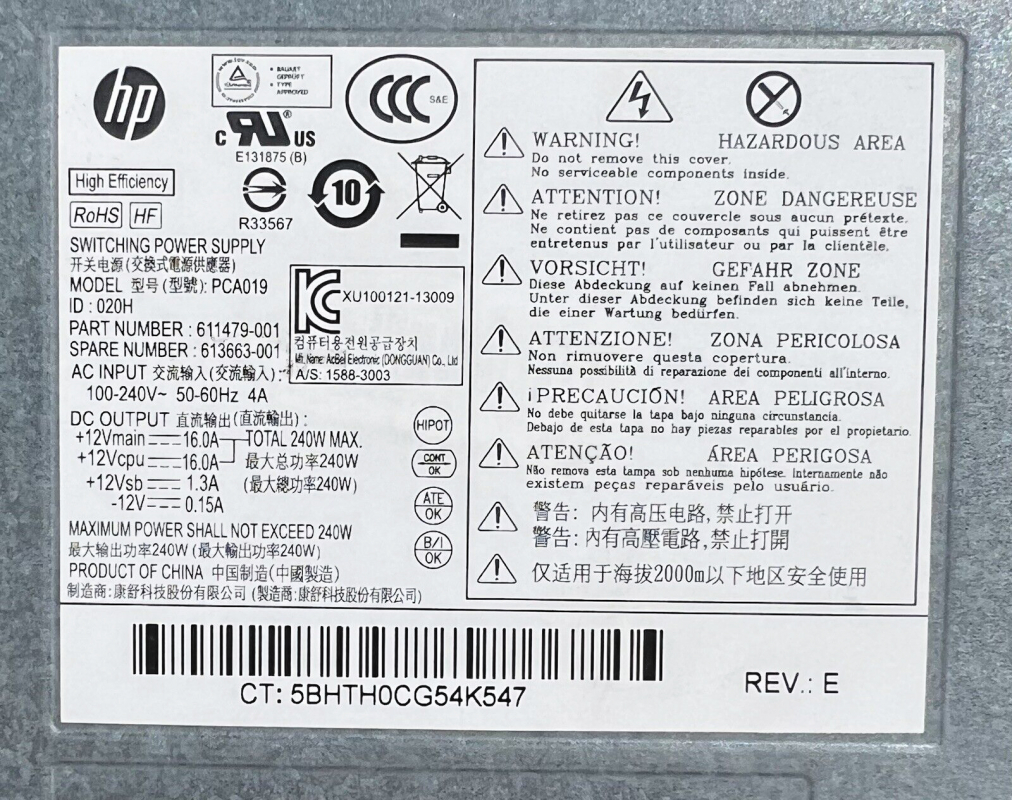 hp
www.tuv.com
BAUART
GEPRÜFT
TYPE
APPROVED
CCC S&E
c RU® US
E131875 (B)
High Efficiency
RoHS HF
R33567
10
SWITCHING POWER SUPPLY
开关电源(交換式電源供應器)
MODEL 型号(型號): PCA019
ID : 020H
PART NUMBER : 611479-001
SPARE NUMBER : 613663-001
AC INPUT 交流输入(交流輸入):
100-240V~ 50-60Hz 4A
KC XU100121-13009
컴퓨터용전원공급장치
Mfr. Name: AcBel Electronic (DONGGUAN) Co., Ltd
A/S: 1588-3003
DC OUTPUT 直流输出(直流輸出):
+12Vmain 16.0A TOTAL 240W MAX.
+12Vcpu 16.0A 最大总功率240W
+12Vsb 1.3A (最大總功率240W)
-12V 0.15A
MAXIMUM POWER SHALL NOT EXCEED 240W
最大输出功率240W (最大輸出功率240W)
PRODUCT OF CHINA 中国制造(中國製造)
制造商:康舒科技股份有限公司 (製造商:康舒科技股份有限公司)
HIPOT
CONT OK
ATE OK
B/I OK
WARNING! HAZARDOUS AREA
Do not remove this cover.
No serviceable components inside.
ATTENTION! ZONE DANGEREUSE
Ne retirez pas ce couvercle sous aucun prétexte.
Ne contient pas de composants qui puissent être
entretenus par l'utilisateur ou par la clientèle.
VORSICHT! GEFAHR ZONE
Diese Abdeckung auf keinen Fall abnehmen.
Unter dieser Abdeckung befinden sich keine Teile,
die einer Wartung bedürfen.
ATTENZIONE! ZONA PERICOLOSA
Non rimuovere questa copertura.
Nessuna possibilità di reparazione dei componenti all'interno.
¡PRECAUCIÓN! AREA PELIGROSA
No debe quitarse la tapa bajo ninguna circunstancia.
Debajo de esta tapa no hay piezas reparables por el propietario.
ATENÇÃO! ÁREA PERIGOSA
Não remova esta tampa sob nenhuma hipótese. Internamente não
existem peças reparáveis pelo usuário.
警告: 内有高压电路, 禁止打开
警告: 內有高壓電路, 禁止打開
仅适用于海拔2000m以下地区安全使用
CT: 5BHTH0CG54K547
REV.: E